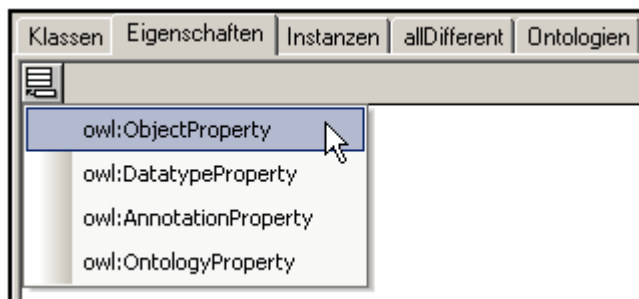 Klassen Eigenschaften Instanzen allDifferent Ontologien
owl:ObjectProperty
owl:DatatypeProperty
owl:AnnotationProperty
owl:OntologyProperty